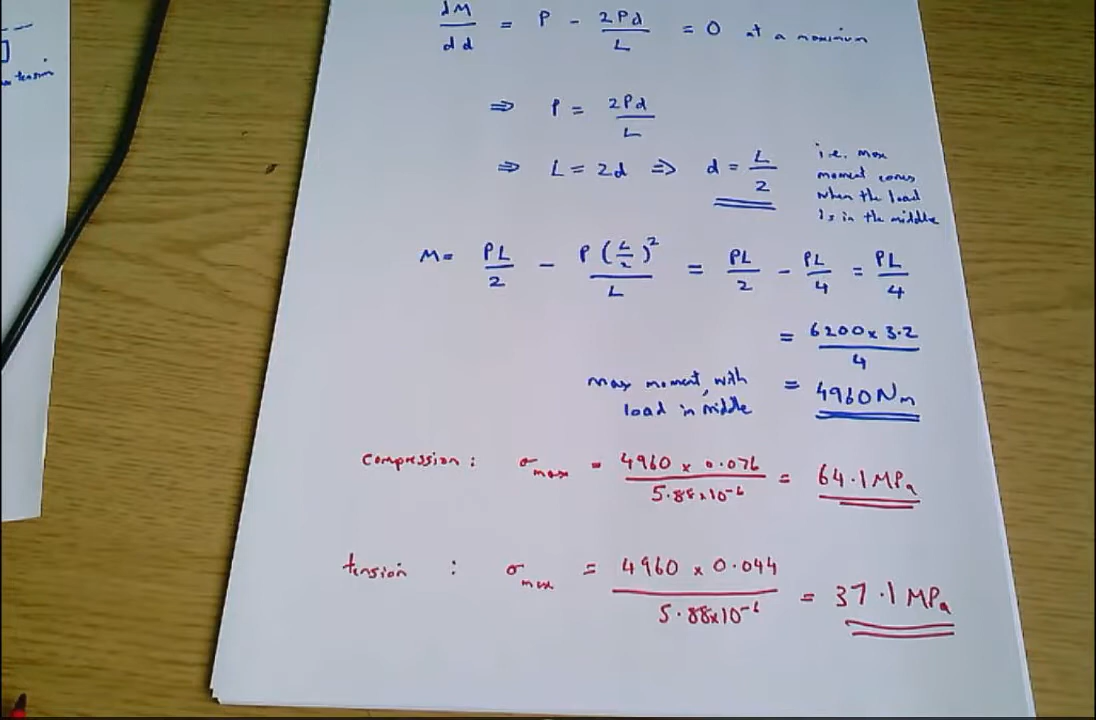 tension
dM/dd = P - 2Pd/L = 0 at a maximum
⇒ P = 2Pd/L
⇒ L = 2d ⇒ d = L/2
i.e. max
moment comes
when the load
is in the middle
M = PL/2 - P(L/2)²/L = PL/2 - PL/4 = PL/4
= 6200 x 3.2/4
max moment, with
load in middle
= 4960 Nm
compression: σmax = 4960 x 0.076/5.88x10⁻⁶ = 64.1 MPa
tension : σmax = 4960 x 0.044/5.88x10⁻⁶ = 37.1 MPa